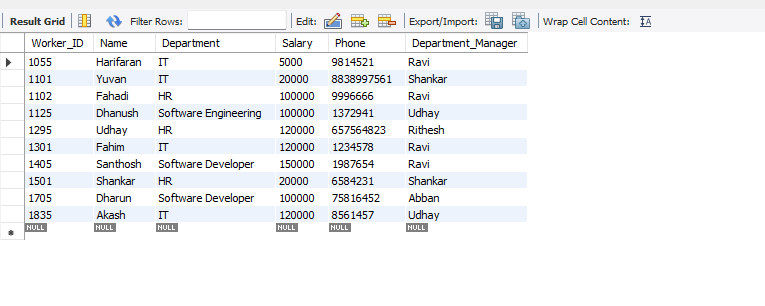 Result Grid Filter Rows: Edit: Export/Import: Wrap Cell Content: IA
Worker_ID Name Department Salary Phone Department_Manager
1055 Harifaran IT 5000 9814521 Ravi
1101 Yuvan IT 20000 8838997561 Shankar
1102 Fahadi HR 100000 9996666 Ravi
1125 Dhanush Software Engineering 100000 1372941 Udhay
1295 Udhay HR 120000 657564823 Rithesh
1301 Fahim IT 120000 1234578 Ravi
1405 Santhosh Software Developer 150000 1987654 Ravi
1501 Shankar HR 20000 6584231 Shankar
1705 Dharun Software Developer 100000 75816452 Abban
1835 Akash IT 120000 8561457 Udhay
NULL NULL NULL NULL NULL NULL